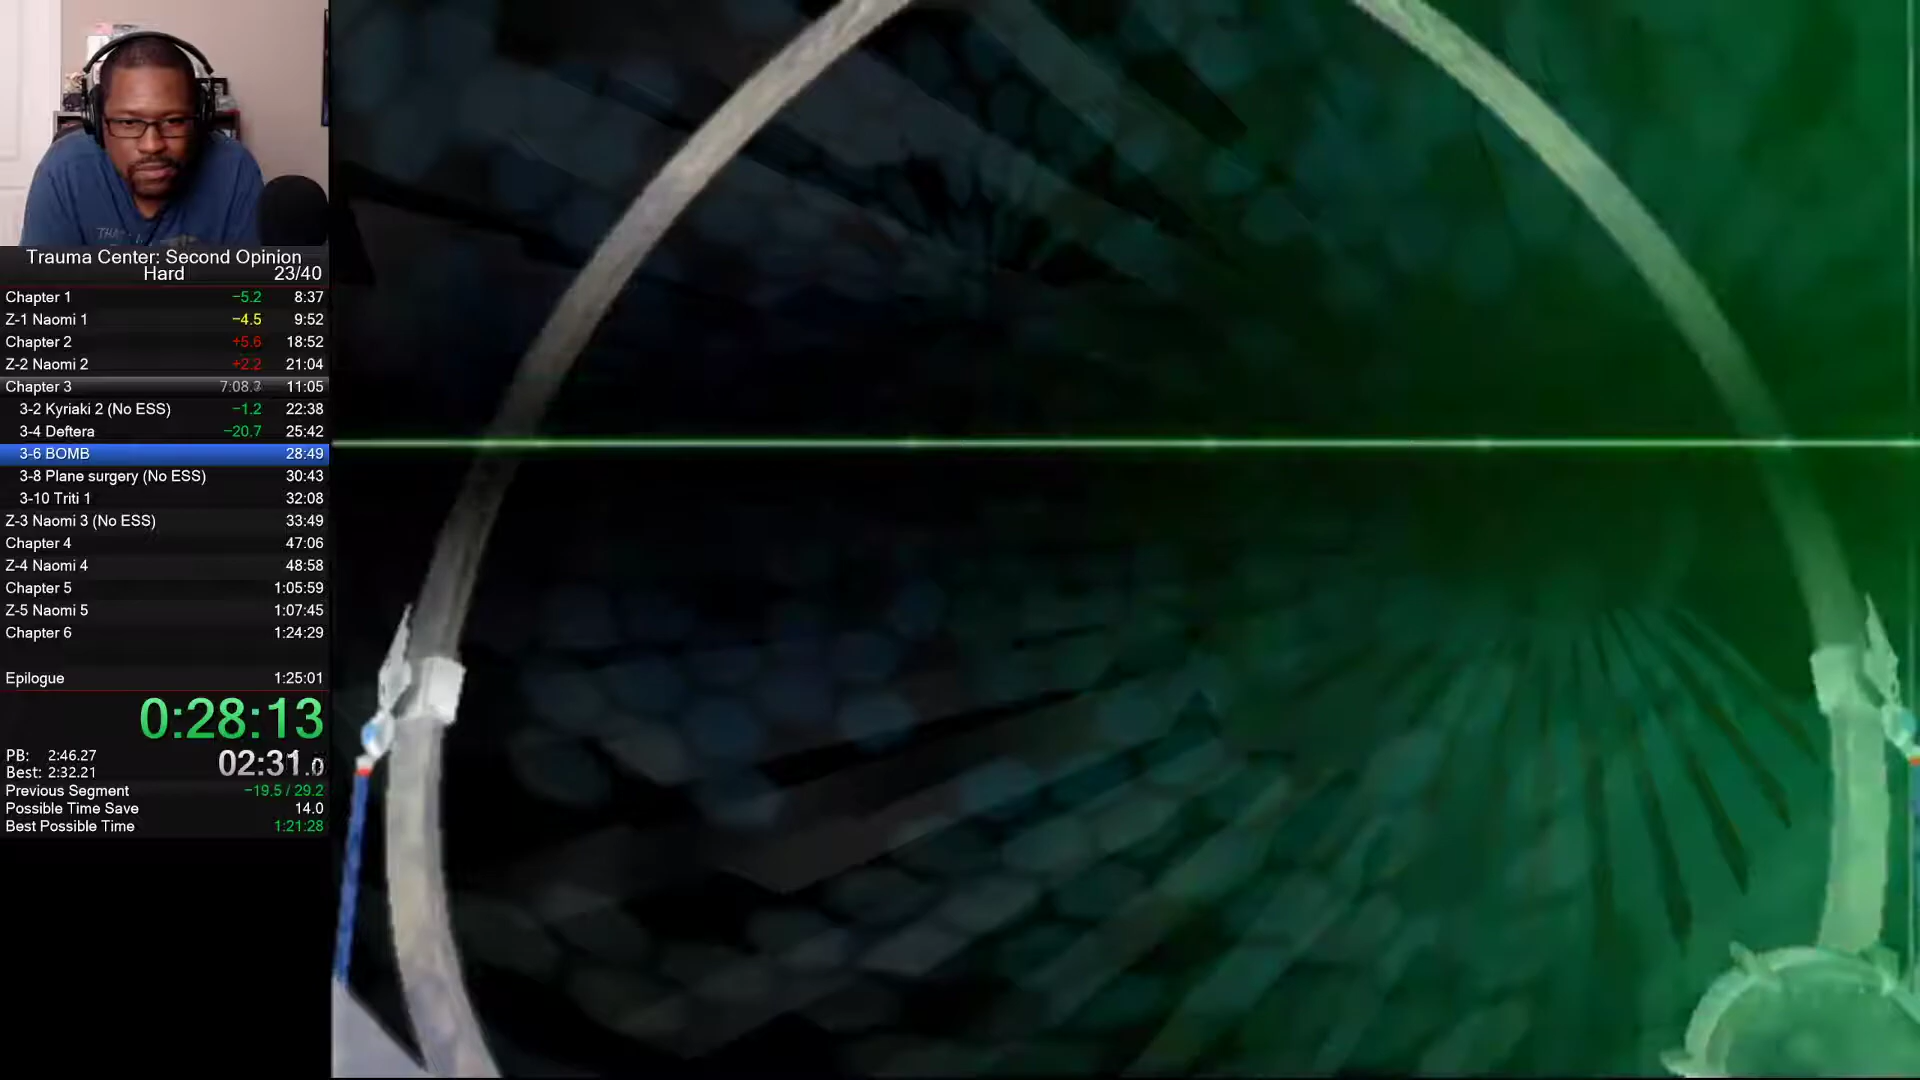 THA
Trauma Center: Second Opinion
Hard 23/40
Chapter 1 −5.2 8:37
Z-1 Naomi 1 −4.5 9:52
Chapter 2 +5.6 18:52
Z-2 Naomi 2 +2.2 21:04
Chapter 3 7:08.3 11:05
3-2 Kyriaki 2 (No ESS) −1.2 22:38
3-4 Deftera −20.7 25:42
3-6 BOMB 28:49
3-8 Plane surgery (No ESS) 30:43
3-10 Triti 1 32:08
Z-3 Naomi 3 (No ESS) 33:49
Chapter 4 47:06
Z-4 Naomi 4 48:58
Chapter 5 1:05:59
Z-5 Naomi 5 1:07:45
Chapter 6 1:24:29
Epilogue 1:25:01
0:28:13
PB: 2:46.27 02:31.0
Best: 2:32.21
Previous Segment −19.5 / 29.2
Possible Time Save 14.0
Best Possible Time 1:21:28